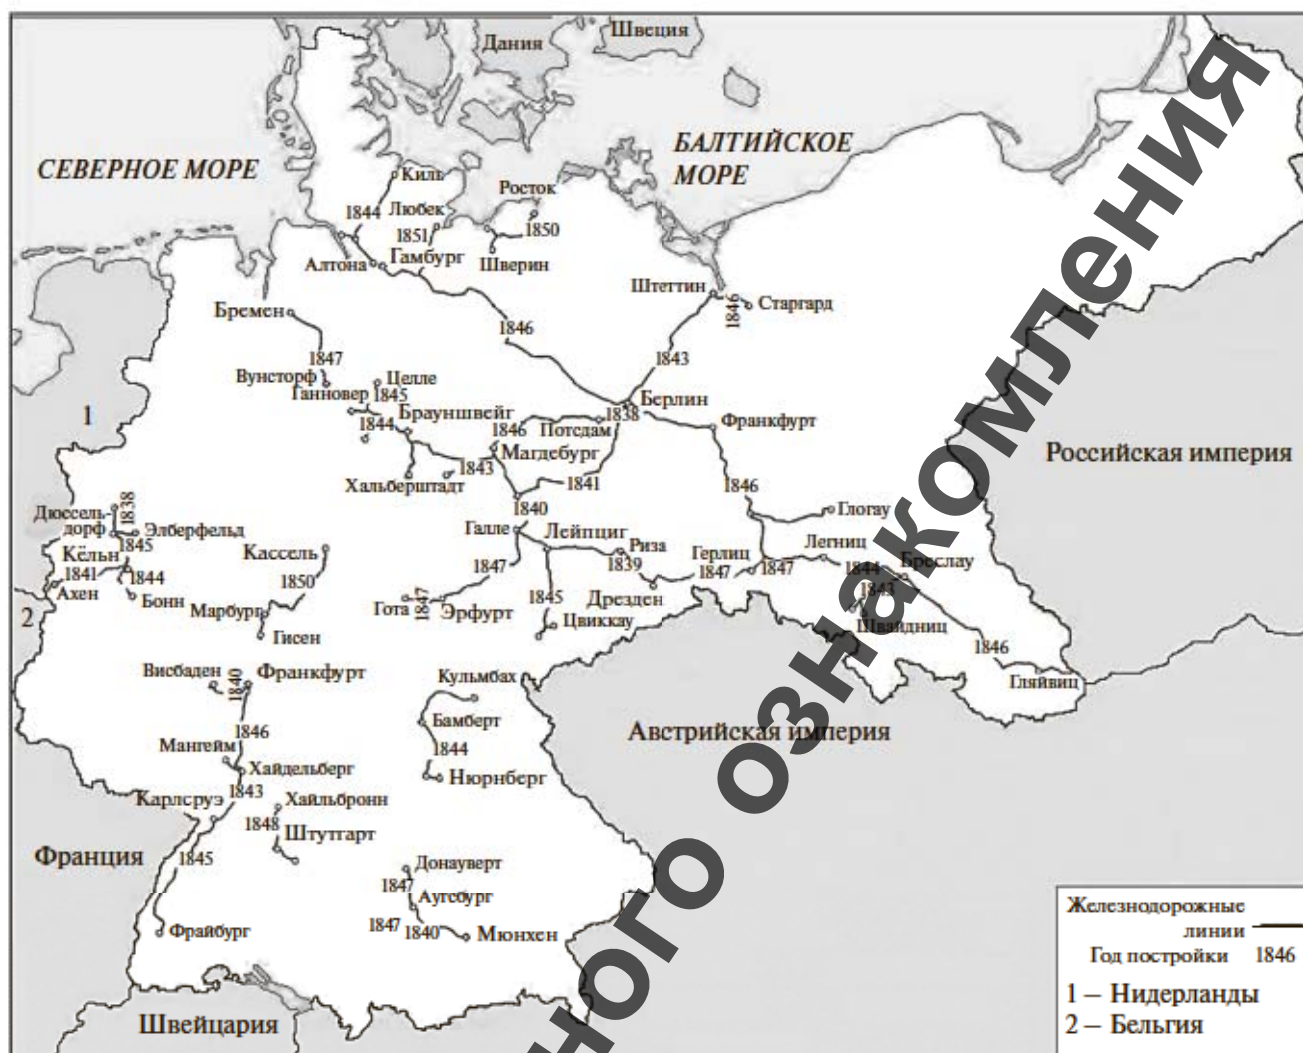 Дания
Швеция
СЕВЕРНОЕ МОРЕ
БАЛТИЙСКОЕ
МОРЕ
Киль
1844
Любек
1851
Росток
1850
Шверин
Алтона
Гамбург
Штеттин
1846
Старгард
Бремен
1846
1843
1847
Вунсторф
Ганновер
Целле
1845
Берлин
1838
Брауншвейг
1844
1846
Потсдам
Франкфурт
1
Магдебург
1843
Хальберштадт
1841
1846
Российская империя
1840
Глогау
Дюссель-
дорф
1838
Элберфельд
1845
Галле
Лейпциг
Риза
1839
Герлиц
Легниц
Бреслау
Кёльн
1841
Ахен
1844
Бонн
Кассель
1850
1847
1847
1847
1844
1843
Дрезден
1845
2
Марбург
Гота
1847
Эрфурт
Цвиккау
Швайдниц
Гисен
1846
Гляйвиц
Висбаден
1840
Франкфурт
Кульмбах
1846
Бамберт
1844
Австрийская империя
Мангейм
Хайдельберг
Нюрнберг
Карлсруэ
1843
Хайльбронн
1848
Штутгарт
Франция
1845
Донауверт
1847
Аугсбург
1847
1840
Мюнхен
Фрайбург
Швейцария
Железнодорожные
линии
Год постройки 1846
1 – Нидерланды
2 – Бельгия
ного ознакомления